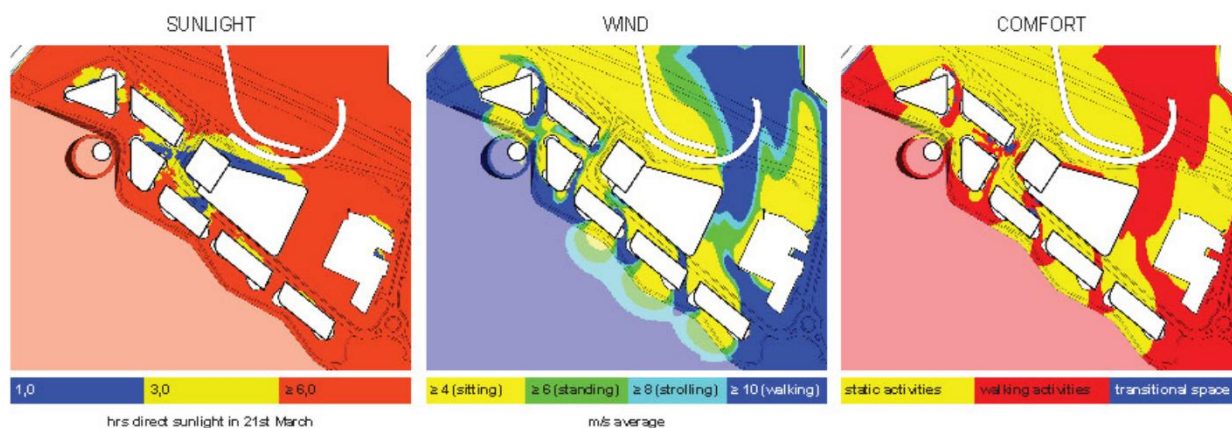 SUNLIGHT WIND COMFORT
1,0 3,0 ≥ 6,0 ≥ 4 (sitting) ≥ 6 (standing) ≥ 8 (strolling) ≥ 10 (walking) static activities walking activities transitional space
hrs direct sunlight in 21st March m/s average